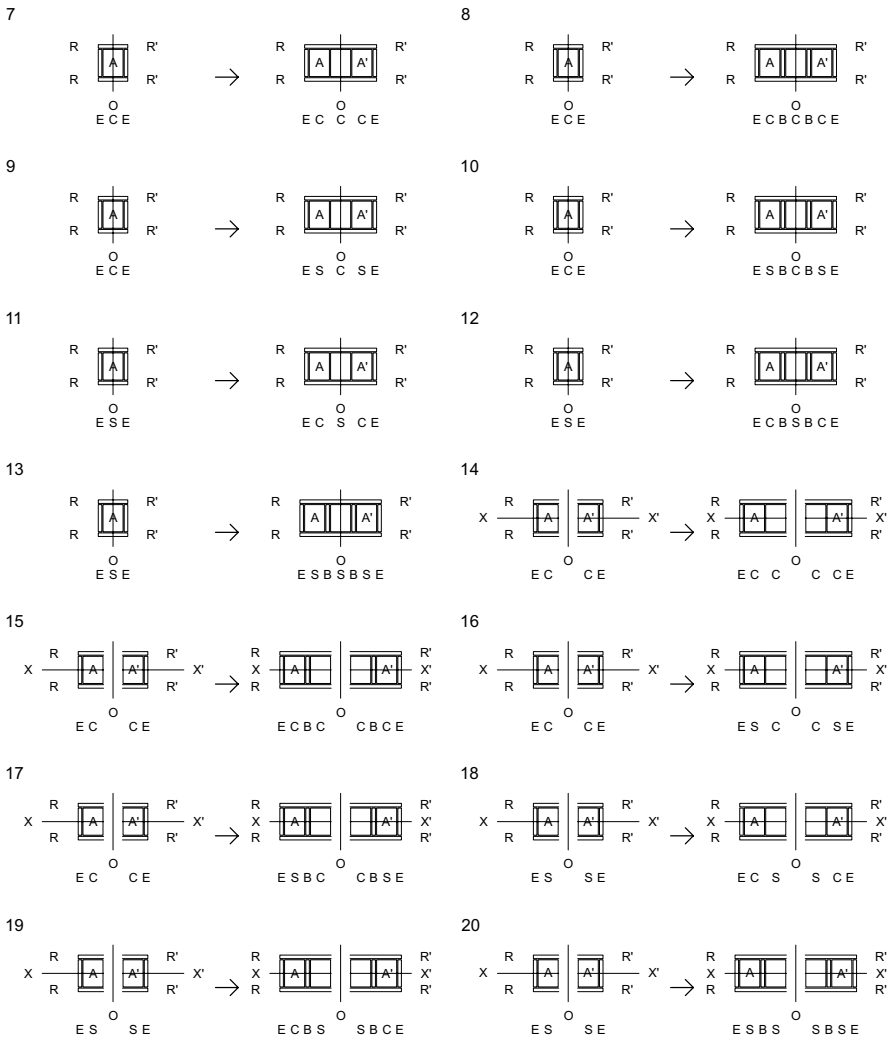 7 8
R A R' R A A' R' R A R' R A A' R'
R R' R R' R R' R R'
O O O O
E C E E C C C E E C E E C B C B C E
9 10
R A R' R A A' R' R A R' R A A' R'
R R' R R' R R' R R'
O O O O
E C E E S C S E E C E E S B C B S E
11 12
R A R' R A A' R' R A R' R A A' R'
R R' R R' R R' R R'
O O O O
E S E E C S C E E S E E C B S B C E
13 14
R A R' R A A' R' R R' R R'
R R' R R' X A A' X' X A A' X'
R R' R R'
O O O O
E S E E S B S B S E E C C E E C C C C E
15 16
R R' R R' R R' R R'
X A A' X' X A A' X' X A A' X' X A A' X'
R R' R R' R R' R R'
O O O O
E C C E E C B C C B C E E C C E E S C C S E
17 18
R R' R R' R R' R R'
X A A' X' X A A' X' X A A' X' X A A' X'
R R' R R' R R' R R'
O O O O
E C C E E S B C C B S E E S S E E C S S C E
19 20
R R' R R' R R' R R'
X A A' X' X A A' X' X A A' X' X A A' X'
R R' R R' R R' R R'
O O O O
E S S E E C B S S B C E E S S E E S B S S B S E